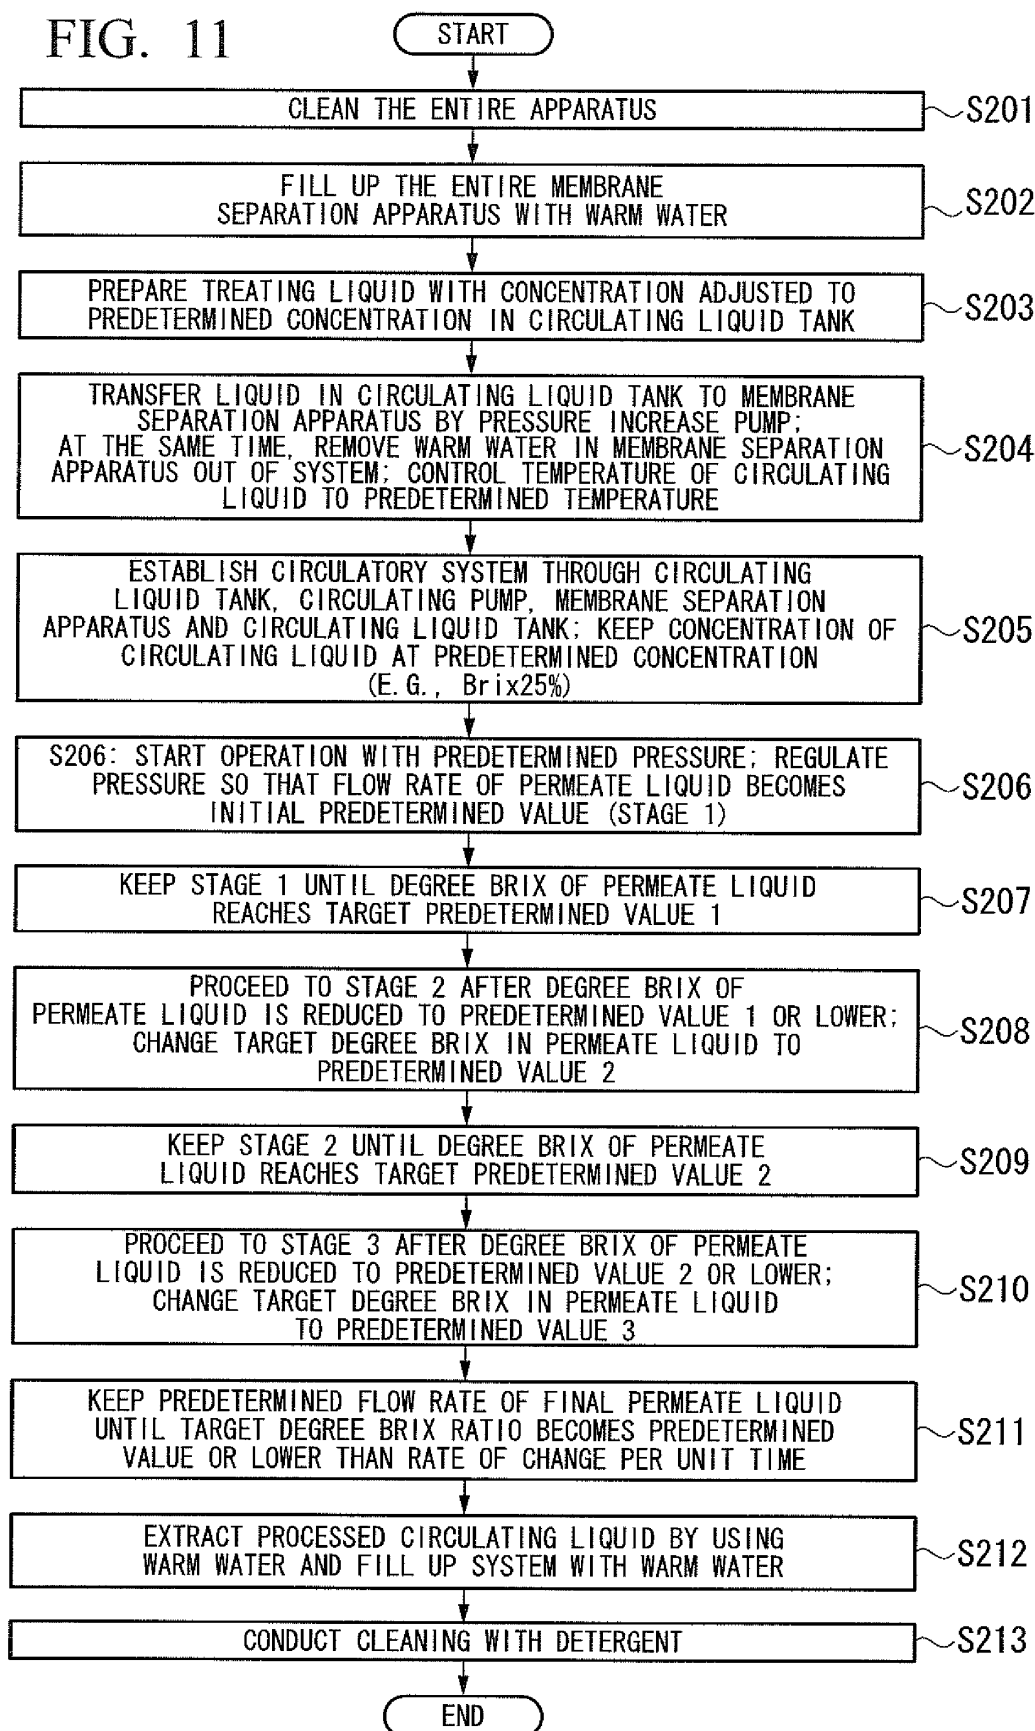 FIG. 11
START
CLEAN THE ENTIRE APPARATUS
S201
FILL UP THE ENTIRE MEMBRANE
SEPARATION APPARATUS WITH WARM WATER
S202
PREPARE TREATING LIQUID WITH CONCENTRATION ADJUSTED TO
PREDETERMINED CONCENTRATION IN CIRCULATING LIQUID TANK
S203
TRANSFER LIQUID IN CIRCULATING LIQUID TANK TO MEMBRANE
SEPARATION APPARATUS BY PRESSURE INCREASE PUMP;
AT THE SAME TIME, REMOVE WARM WATER IN MEMBRANE SEPARATION
APPARATUS OUT OF SYSTEM; CONTROL TEMPERATURE OF CIRCULATING
LIQUID TO PREDETERMINED TEMPERATURE
S204
ESTABLISH CIRCULATORY SYSTEM THROUGH CIRCULATING
LIQUID TANK, CIRCULATING PUMP, MEMBRANE SEPARATION
APPARATUS AND CIRCULATING LIQUID TANK; KEEP CONCENTRATION OF
CIRCULATING LIQUID AT PREDETERMINED CONCENTRATION
(E.G., Brix25%)
S205
S206: START OPERATION WITH PREDETERMINED PRESSURE; REGULATE
PRESSURE SO THAT FLOW RATE OF PERMEATE LIQUID BECOMES
INITIAL PREDETERMINED VALUE (STAGE 1)
S206
KEEP STAGE 1 UNTIL DEGREE BRIX OF PERMEATE LIQUID
REACHES TARGET PREDETERMINED VALUE 1
S207
PROCEED TO STAGE 2 AFTER DEGREE BRIX OF
PERMEATE LIQUID IS REDUCED TO PREDETERMINED VALUE 1 OR LOWER;
CHANGE TARGET DEGREE BRIX IN PERMEATE LIQUID TO
PREDETERMINED VALUE 2
S208
KEEP STAGE 2 UNTIL DEGREE BRIX OF PERMEATE
LIQUID REACHES TARGET PREDETERMINED VALUE 2
S209
PROCEED TO STAGE 3 AFTER DEGREE BRIX OF PERMEATE
LIQUID IS REDUCED TO PREDETERMINED VALUE 2 OR LOWER;
CHANGE TARGET DEGREE BRIX IN PERMEATE LIQUID
TO PREDETERMINED VALUE 3
S210
KEEP PREDETERMINED FLOW RATE OF FINAL PERMEATE LIQUID
UNTIL TARGET DEGREE BRIX RATIO BECOMES PREDETERMINED
VALUE OR LOWER THAN RATE OF CHANGE PER UNIT TIME
S211
EXTRACT PROCESSED CIRCULATING LIQUID BY USING
WARM WATER AND FILL UP SYSTEM WITH WARM WATER
S212
CONDUCT CLEANING WITH DETERGENT
S213
END